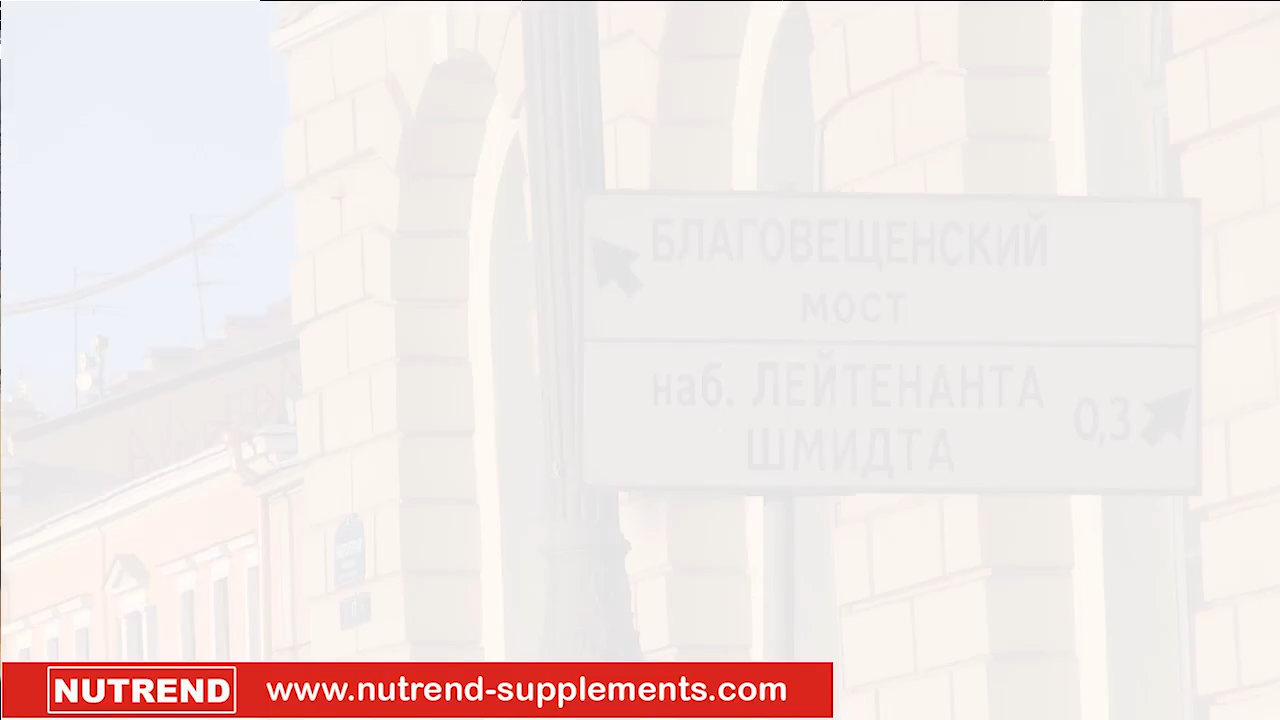 БЛАГОВЕЩЕНСКИЙ
МОСТ
наб. ЛЕЙТЕНАНТА
ШМИДТА
0,3
NUTREND www.nutrend-supplements.com